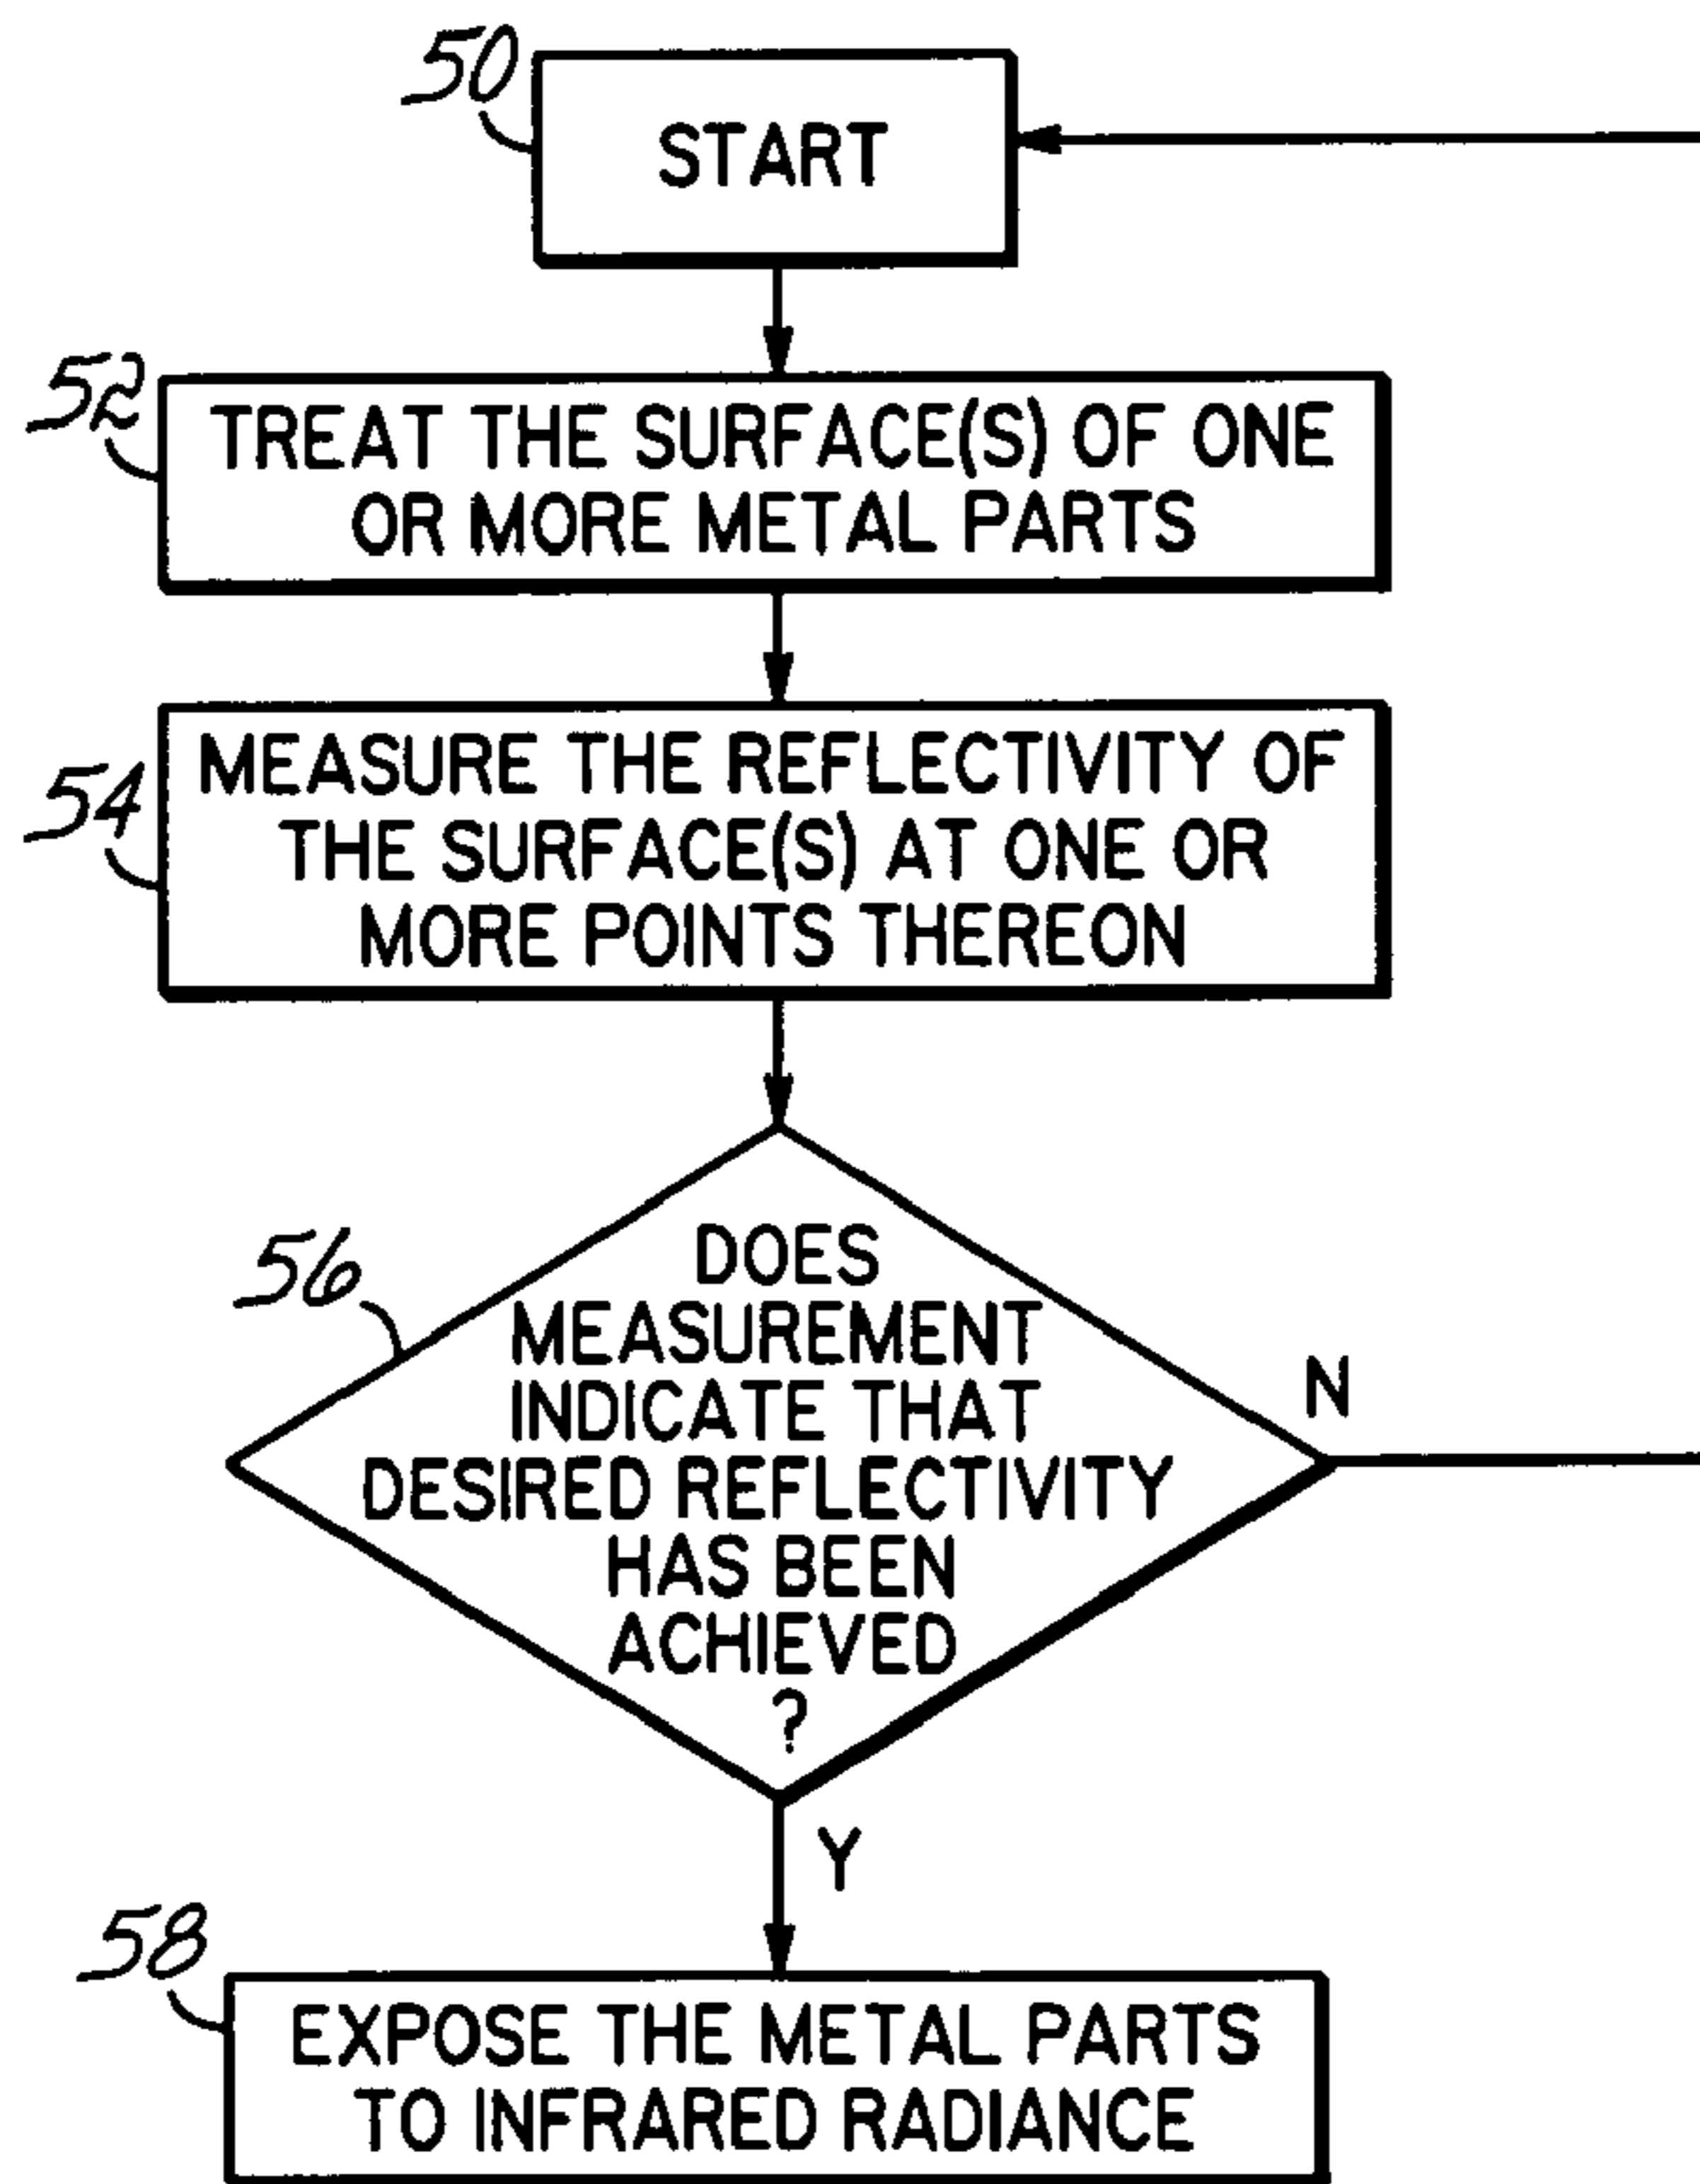 50
START
52
TREAT THE SURFACE(S) OF ONE
OR MORE METAL PARTS
54
MEASURE THE REFLECTIVITY OF
THE SURFACE(S) AT ONE OR
MORE POINTS THEREON
56
DOES
MEASUREMENT
INDICATE THAT
DESIRED REFLECTIVITY
HAS BEEN
ACHIEVED
?
N
Y
58
EXPOSE THE METAL PARTS
TO INFRARED RADIANCE